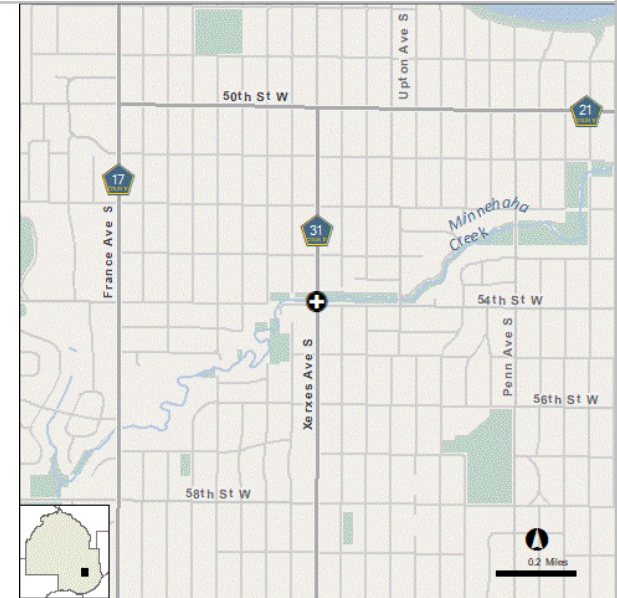 Upton Ave S
50th St W
21
17
Minnehaha
Creek
France Ave S
31
54th St W
Penn Ave S
Xerxes Ave S
56th St W
58th St W
0.2 Miles